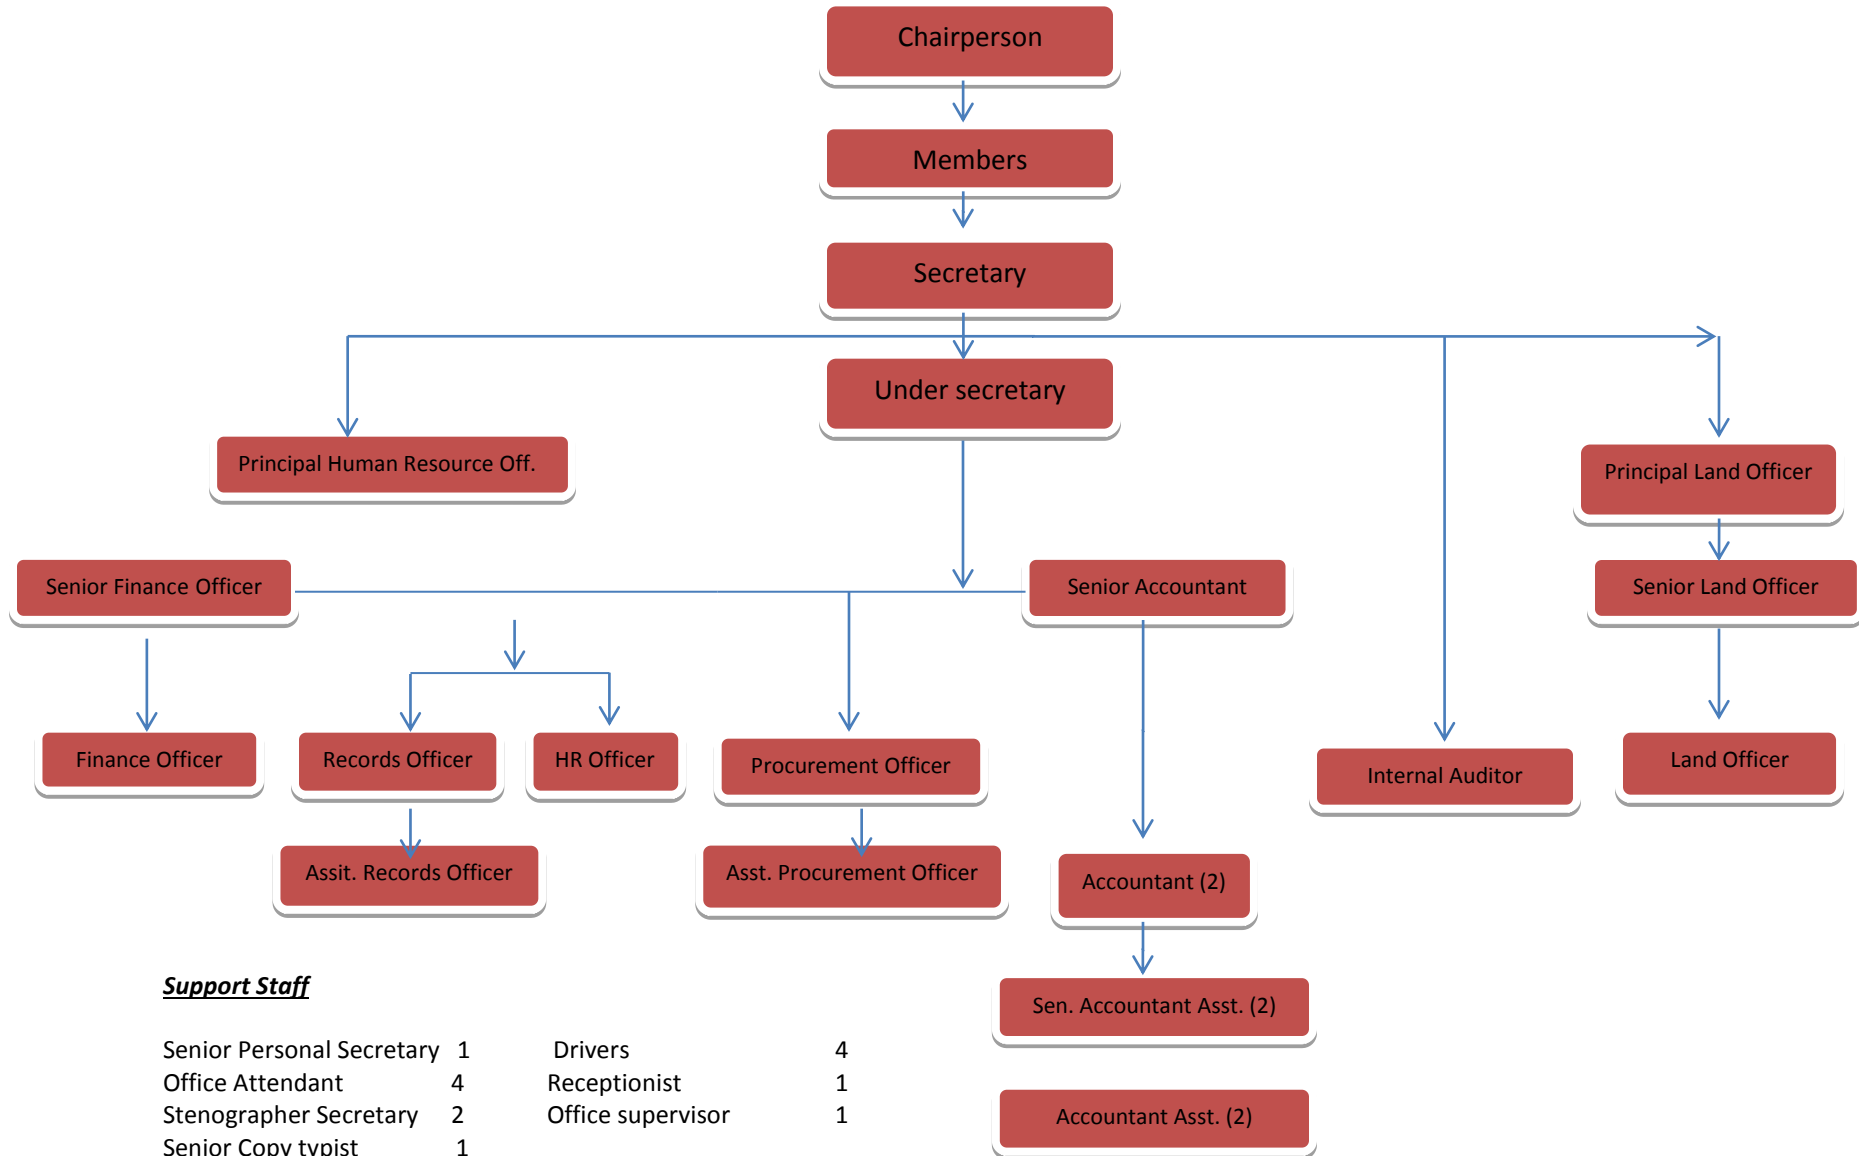 Chairperson
Members
Secretary
Under secretary
Principal Human Resource Off.
Principal Land Officer
Senior Finance Officer
Senior Accountant
Senior Land Officer
Finance Officer
Records Officer
HR Officer
Procurement Officer
Internal Auditor
Land Officer
Assit. Records Officer
Asst. Procurement Officer
Accountant (2)
Sen. Accountant Asst. (2)
Accountant Asst. (2)
Support Staff
Senior Personal Secretary 1 Drivers 4
Office Attendant 4 Receptionist 1
Stenographer Secretary 2 Office supervisor 1
Senior Copy typist 1